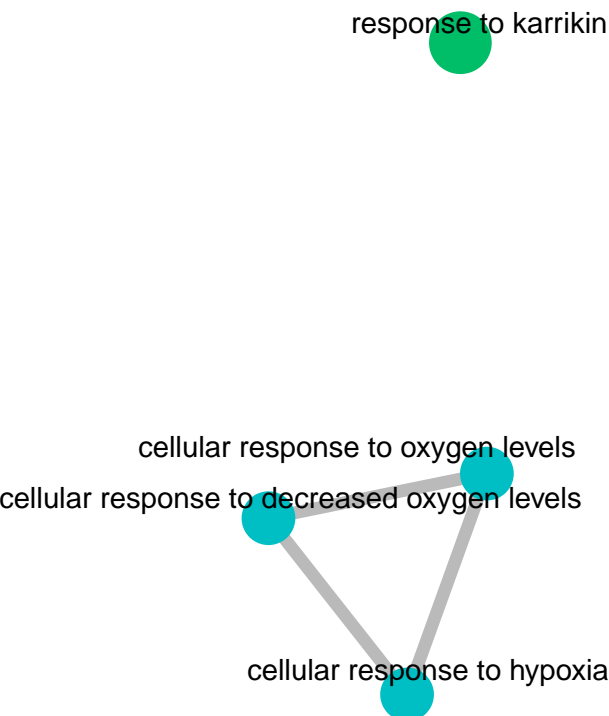 response to karrikin
cellular response to oxygen levels
cellular response to decreased oxygen levels
cellular response to hypoxia